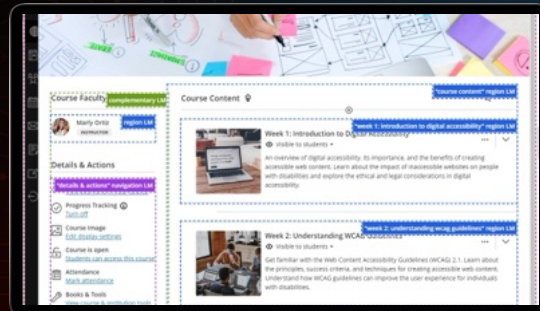 Course Faculty
complementary LM
Marly Ortiz
INSTRUCTOR
region LM
Details & Actions
"details & actions" navigation LM
Progress Tracking
Turn off
Course Image
Edit display settings
Course is open
Students can access this course
Attendance
Mark attendance
Books & Tools
View course & institution tools
Course Content
"course content" region LM
"week 1: introduction to digital accessibility" region LM
Week 1: Introduction to Digital Accessibility
Visible to students
An overview of digital accessibility, its importance, and the benefits of creating
accessible web content. Learn about the impact of inaccessible websites on people
with disabilities and explore the ethical and legal considerations in digital
accessibility.
"week 2: understanding wcag guidelines" region LM
Week 2: Understanding WCAG Guidelines
Visible to students
Get familiar with the Web Content Accessibility Guidelines (WCAG) 2.1. Learn about
the principles, success criteria, and techniques for creating accessible web content.
Understand how WCAG guidelines can improve the user experience for individuals
with disabilities.